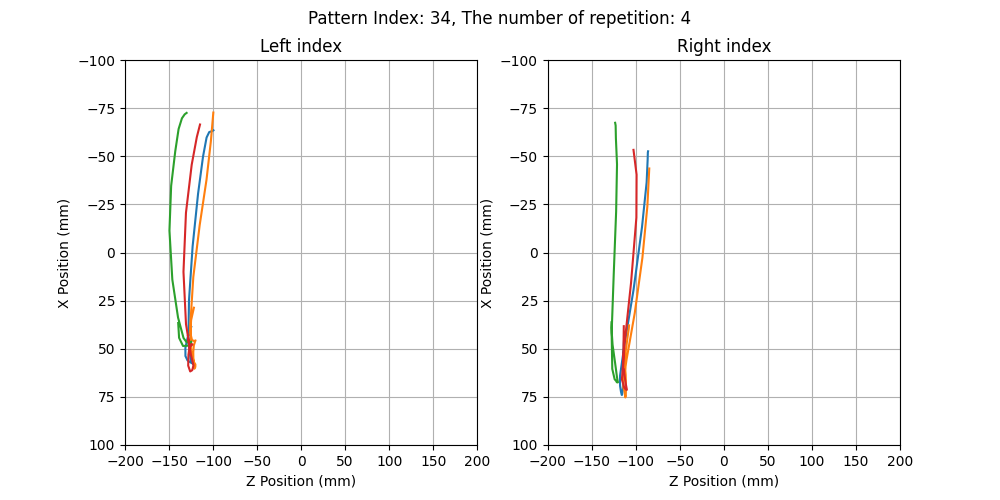 Pattern Index: 34, The number of repetition: 4
Left index
Right index
−100
−75
−50
−25
0
25
50
75
100
X Position (mm)
−200 −150 −100 −50 0 50 100 150 200
Z Position (mm)
−100
−75
−50
−25
0
25
50
75
100
X Position (mm)
−200 −150 −100 −50 0 50 100 150 200
Z Position (mm)